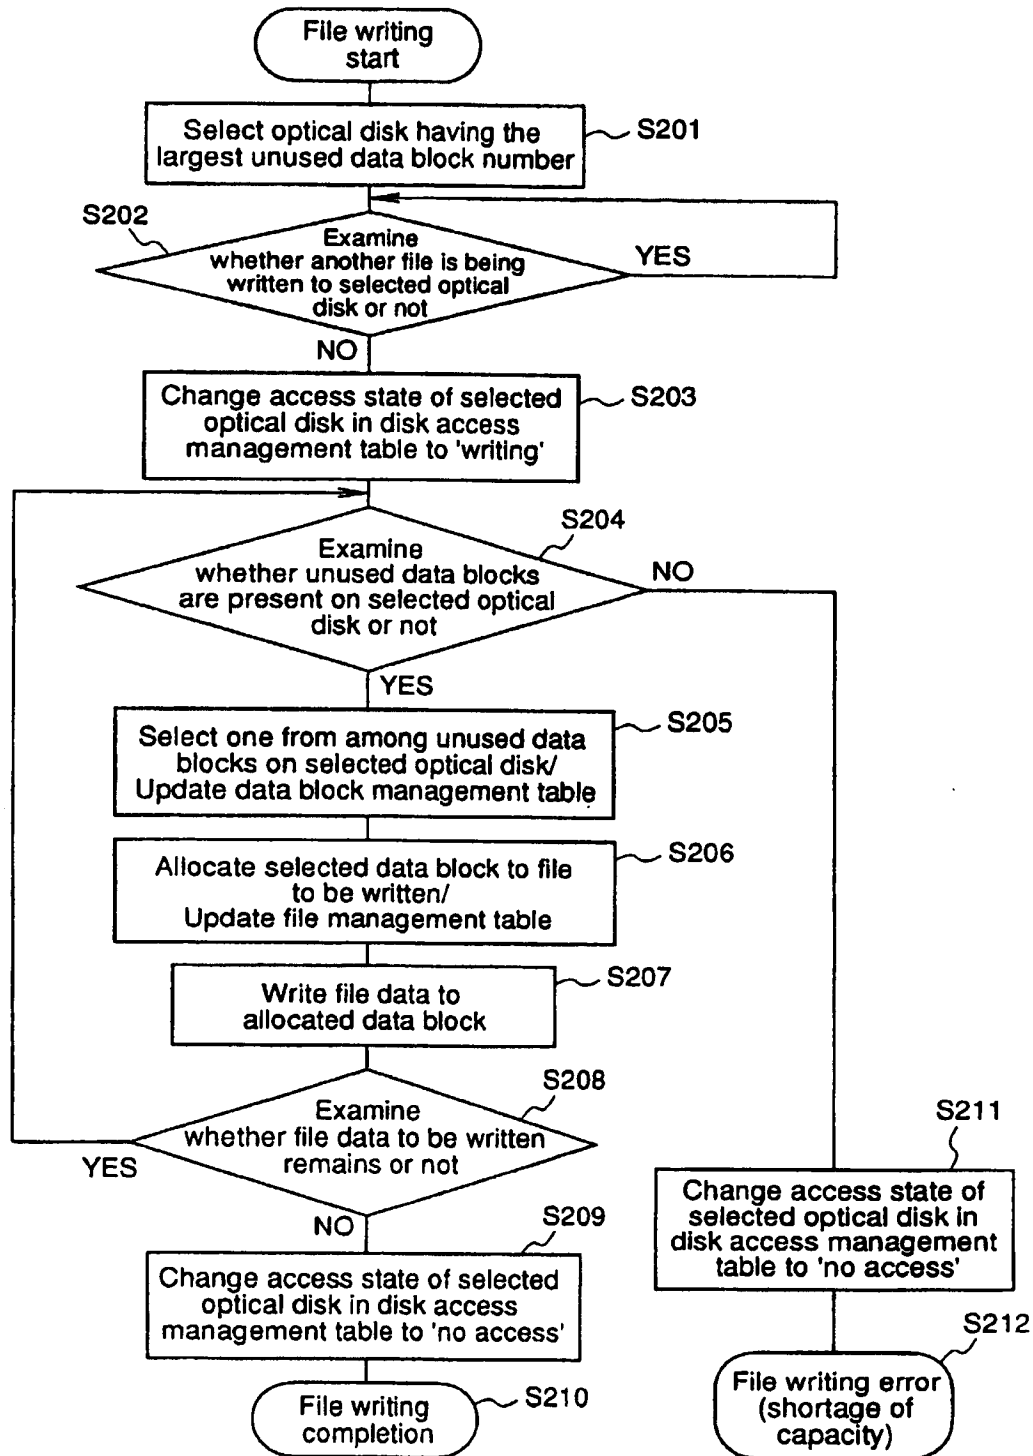 File writing
start
Select optical disk having the
largest unused data block number
S201
S202
Examine
whether another file is being
written to selected optical
disk or not
YES
NO
Change access state of selected
optical disk in disk access
management table to 'writing'
S203
S204
Examine
whether unused data blocks
are present on selected optical
disk or not
NO
YES
Select one from among unused data
blocks on selected optical disk/
Update data block management table
S205
Allocate selected data block to file
to be written/
Update file management table
S206
Write file data to
allocated data block
S207
S208
Examine
whether file data to be written
remains or not
YES
NO
S209
Change access state of selected
optical disk in disk access
management table to 'no access'
File writing
completion
S210
S211
Change access state of
selected optical disk in
disk access management
table to 'no access'
S212
File writing error
(shortage of
capacity)